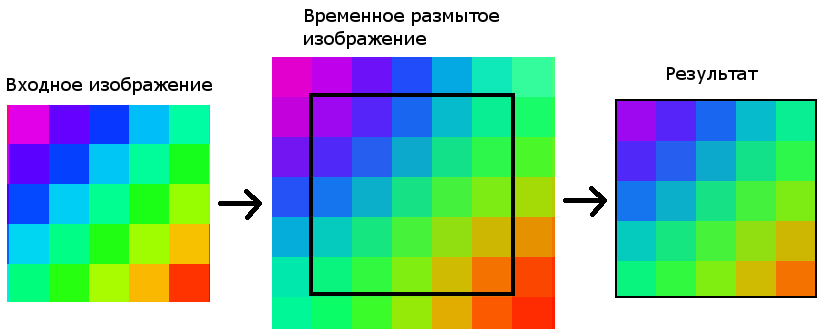 Входное изображение
Временное размытое
изображение
Результат